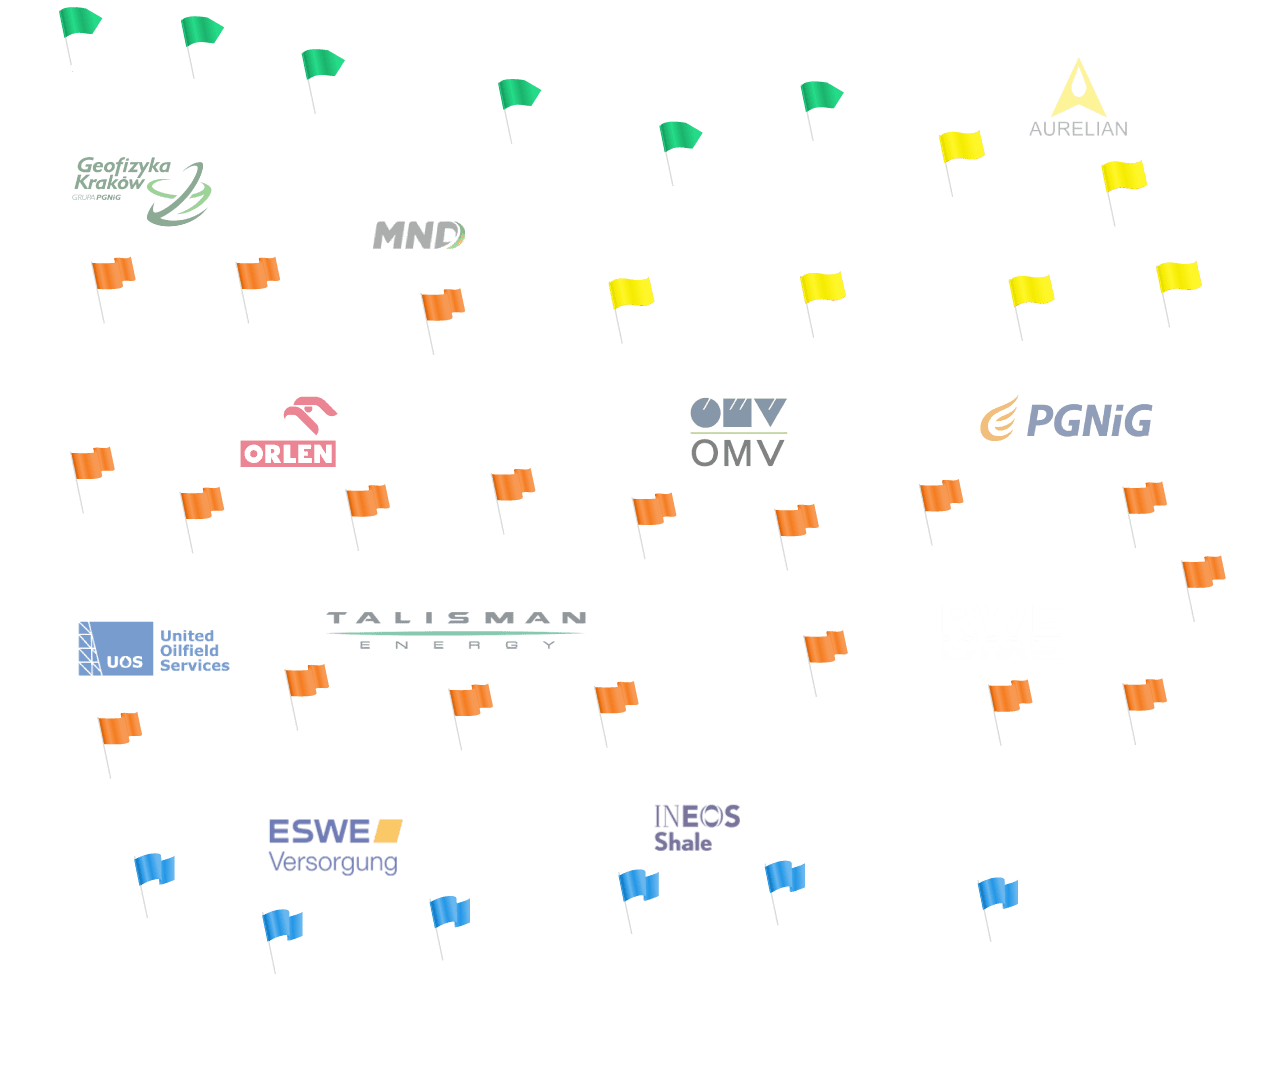 AURELIAN
Geofizyka
Kraków
GRUPA PGNiG
MND
ORLEN
OMV
OMV
PGNiG
UOS
United
Oilfield
Services
TALISMAN
ENERGY
ESWE
Versorgung
INEOS
Shale